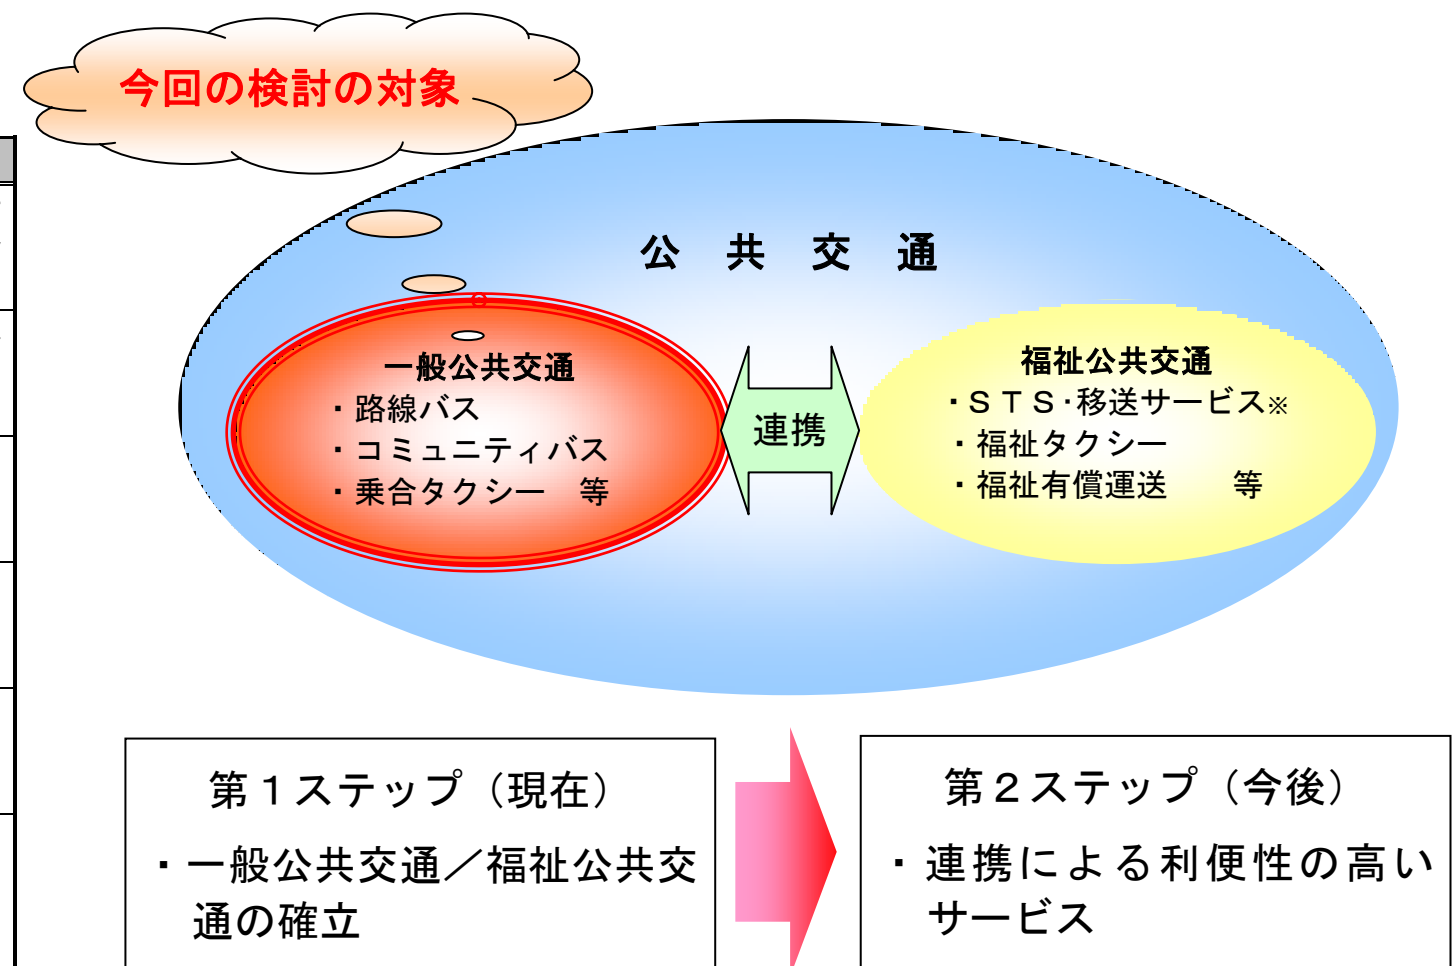 今回の検討の対象
公共交通
一般公共交通
・路線バス
・コミュニティバス
・乗合タクシー　等
連携
福祉公共交通
・ＳＴＳ・移送サービス※
・福祉タクシー
・福祉有償運送　　等
第１ステップ（現在）
・一般公共交通／福祉公共交
通の確立
第２ステップ（今後）
・連携による利便性の高い
サービス